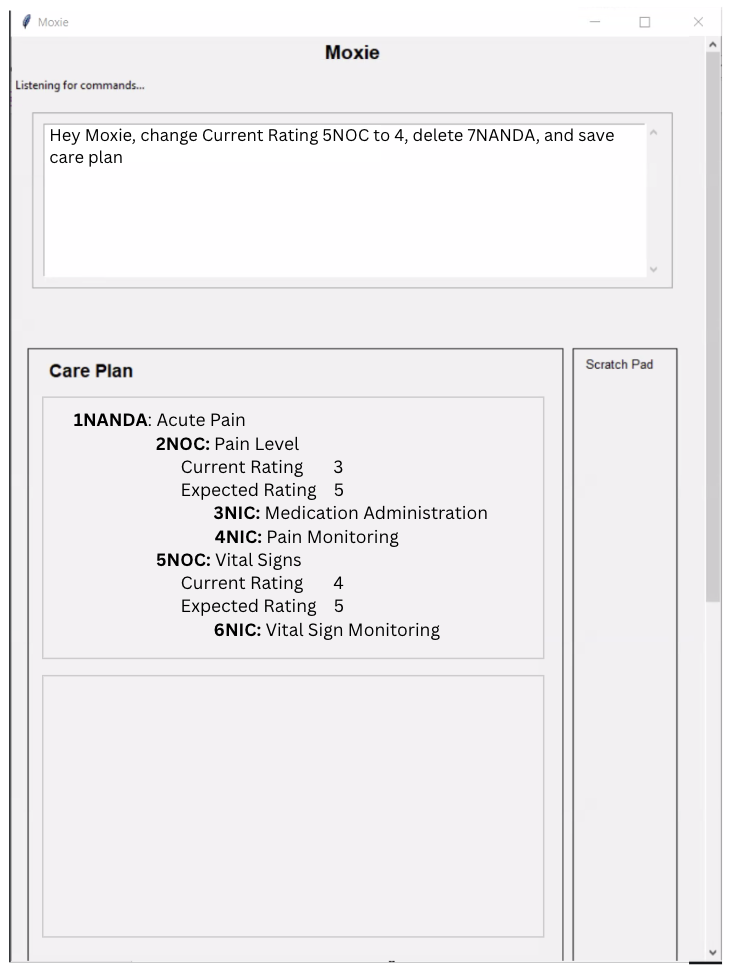 Moxie
Moxie
Listening for commands...
Hey Moxie, change Current Rating 5NOC to 4, delete 7NANDA, and save
care plan
Care Plan
1NANDA: Acute Pain
2NOC: Pain Level
Current Rating 3
Expected Rating 5
3NIC: Medication Administration
4NIC: Pain Monitoring
5NOC: Vital Signs
Current Rating 4
Expected Rating 5
6NIC: Vital Sign Monitoring
Scratch Pad